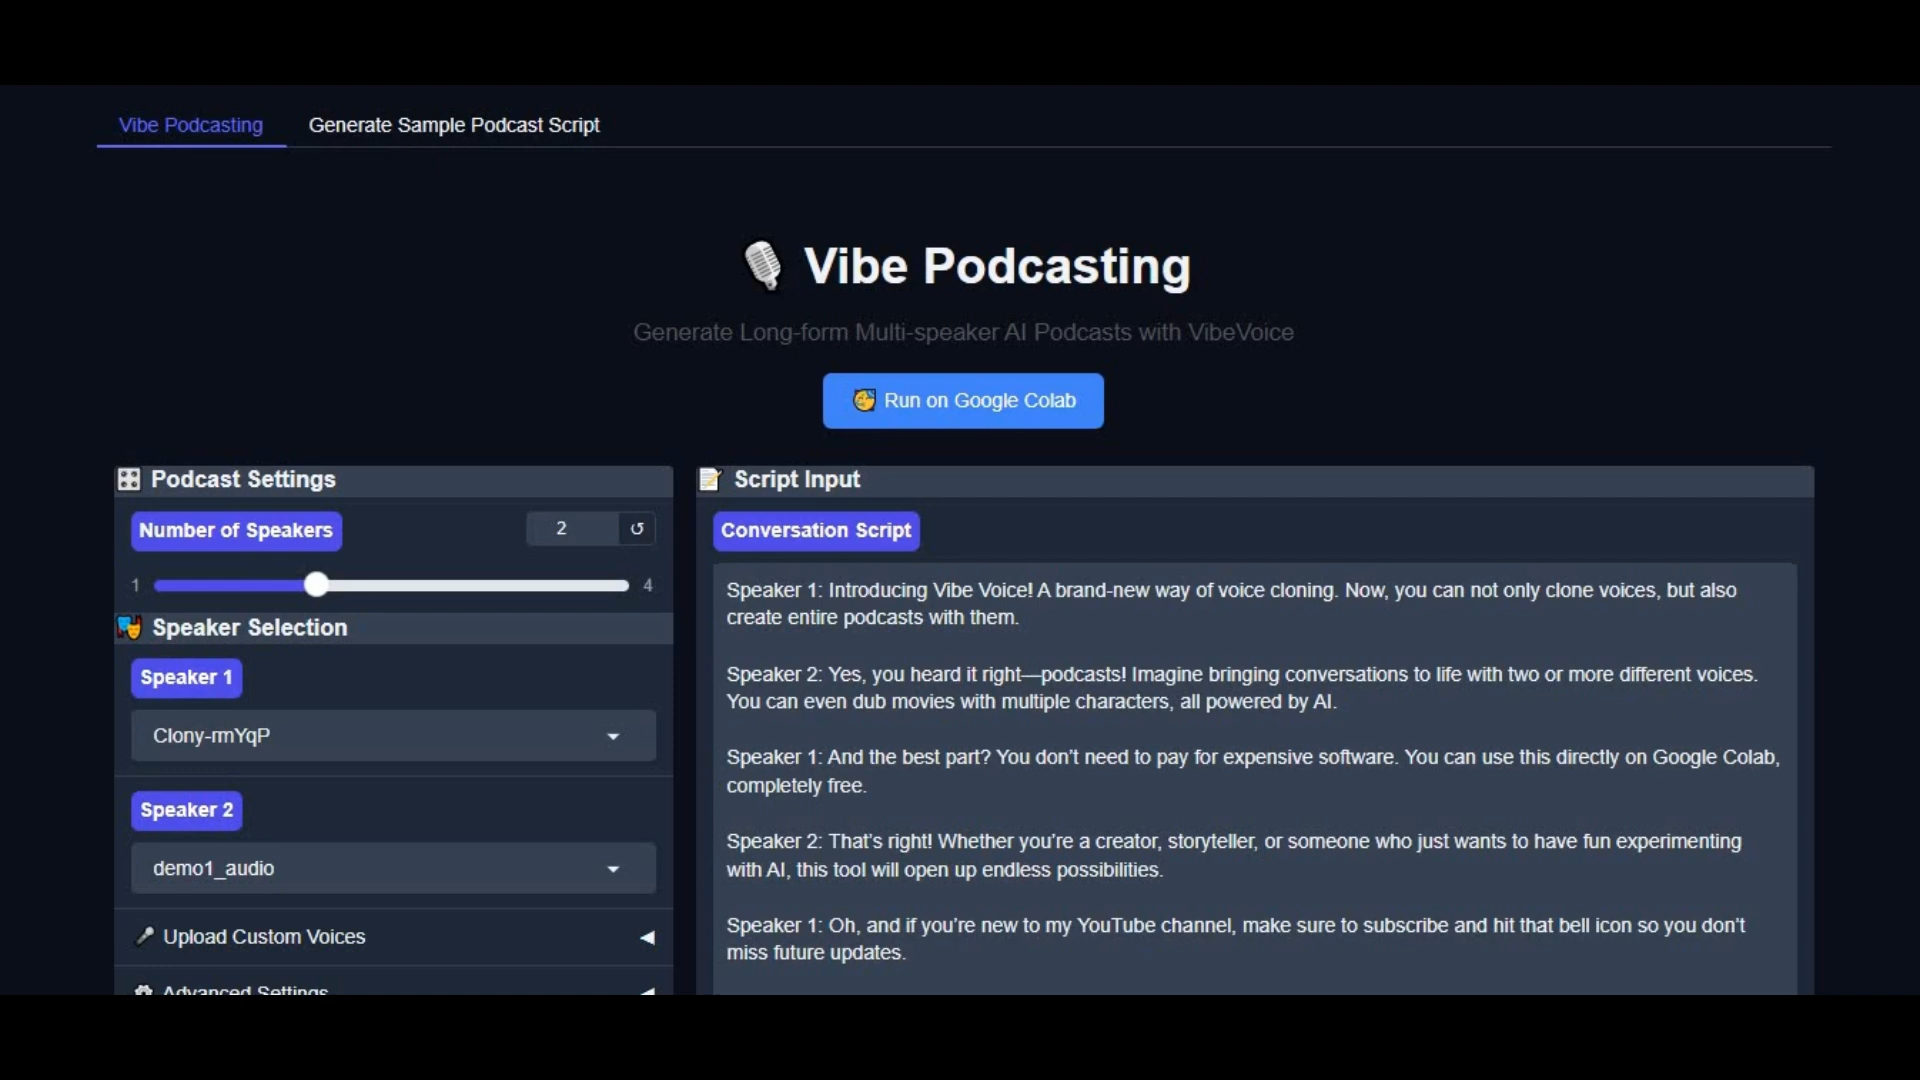 Vibe Podcasting
Generate Sample Podcast Script
Vibe Podcasting
Generate Long-form Multi-speaker AI Podcasts with VibeVoice
Run on Google Colab
Podcast Settings
Number of Speakers
2
1
4
Speaker Selection
Speaker 1
Clony-rmYqP
Speaker 2
demo1_audio
Upload Custom Voices
Advanced Settings
Script Input
Conversation Script
Speaker 1: Introducing Vibe Voice! A brand-new way of voice cloning. Now, you can not only clone voices, but also
create entire podcasts with them.
Speaker 2: Yes, you heard it right—podcasts! Imagine bringing conversations to life with two or more different voices.
You can even dub movies with multiple characters, all powered by AI.
Speaker 1: And the best part? You don't need to pay for expensive software. You can use this directly on Google Colab,
completely free.
Speaker 2: That's right! Whether you're a creator, storyteller, or someone who just wants to have fun experimenting
with AI, this tool will open up endless possibilities.
Speaker 1: Oh, and if you're new to my YouTube channel, make sure to subscribe and hit that bell icon so you don't
miss future updates.